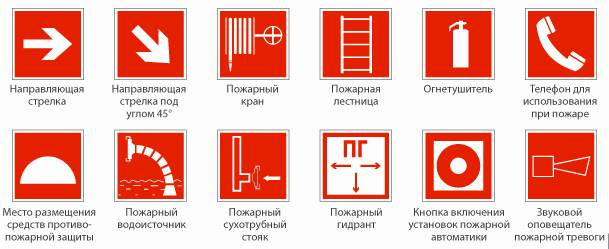 Направляющая
стрелка
Направляющая
стрелка под
углом 45°
Пожарный
кран
Пожарная
лестница
Огнетушитель
Телефон для
использования
при пожаре
ПГ
Место размещения
средств противо-
пожарной защиты
Пожарный
водоисточник
Пожарный
сухотрубный
стояк
Пожарный
гидрант
Кнопка включения
установок пожарной
автоматики
Звуковой
оповещатель
пожарной тревоги